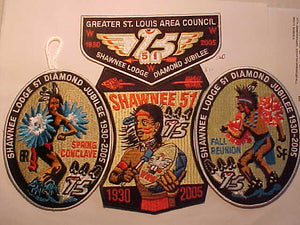 GREATER ST. LOUIS AREA COUNCIL
W W W
1930 75 2005
SHAWNEE LODGE DIAMOND JUBILEE
SHAWNEE LODGE 51 DIAMOND JUBILEE 1930-2005
SPRING
CONCLAVE
75
SHAWNEE 51
75
1930 2005
SHAWNEE LODGE 51 DIAMOND JUBILEE 1930-2005
FALL
REUNION
75